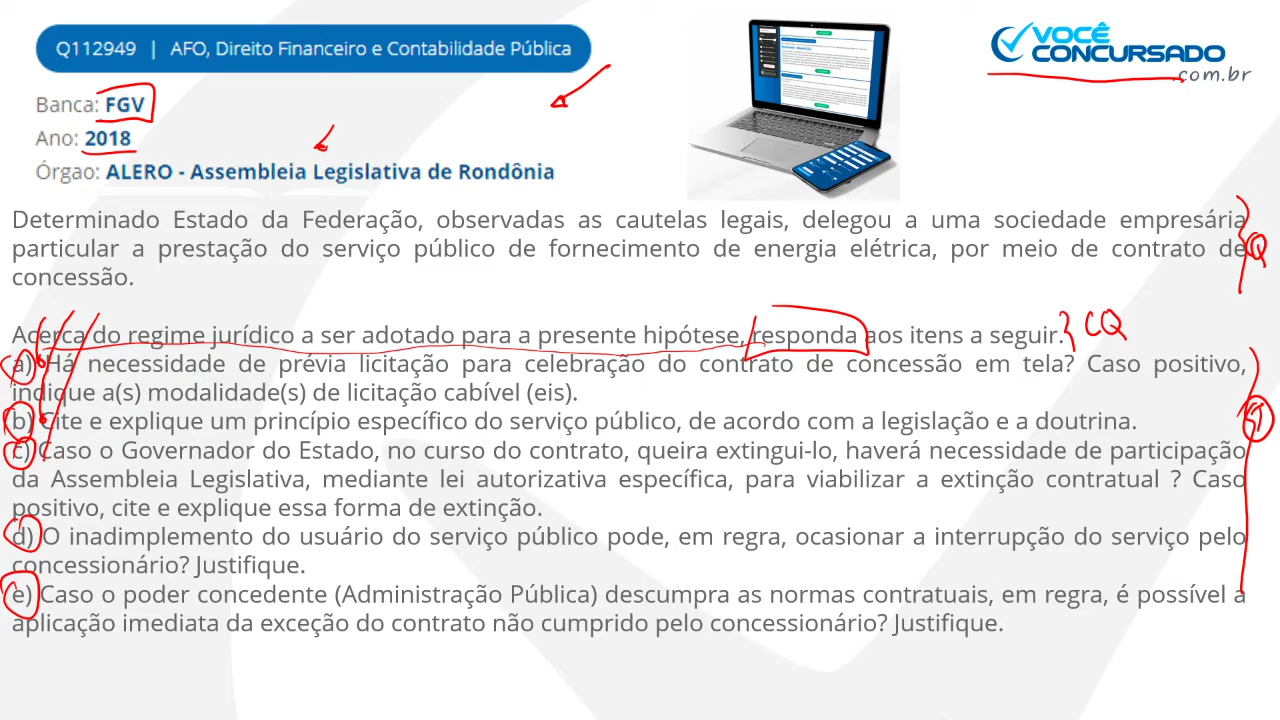 Q112949 | AFO, Direito Financeiro e Contabilidade Pública
VOCÊ
CONCURSADO
.com.br
Banca: FGV
Ano: 2018
Órgao: ALERO - Assembleia Legislativa de Rondônia
Determinado Estado da Federação, observadas as cautelas legais, delegou a uma sociedade empresária
particular a prestação do serviço público de fornecimento de energia elétrica, por meio de contrato de
concessão.
Q
Acerca do regime jurídico a ser adotado para a presente hipótese, responda aos itens a seguir.
CQ
a) Há necessidade de prévia licitação para celebração do contrato de concessão em tela? Caso positivo,
indique a(s) modalidade(s) de licitação cabível (eis).
b) Cite e explique um princípio específico do serviço público, de acordo com a legislação e a doutrina.
c) Caso o Governador do Estado, no curso do contrato, queira extingui-lo, haverá necessidade de participação
da Assembleia Legislativa, mediante lei autorizativa específica, para viabilizar a extinção contratual ? Caso
positivo, cite e explique essa forma de extinção.
d) O inadimplemento do usuário do serviço público pode, em regra, ocasionar a interrupção do serviço pelo
concessionário? Justifique.
e) Caso o poder concedente (Administração Pública) descumpra as normas contratuais, em regra, é possível a
aplicação imediata da exceção do contrato não cumprido pelo concessionário? Justifique.